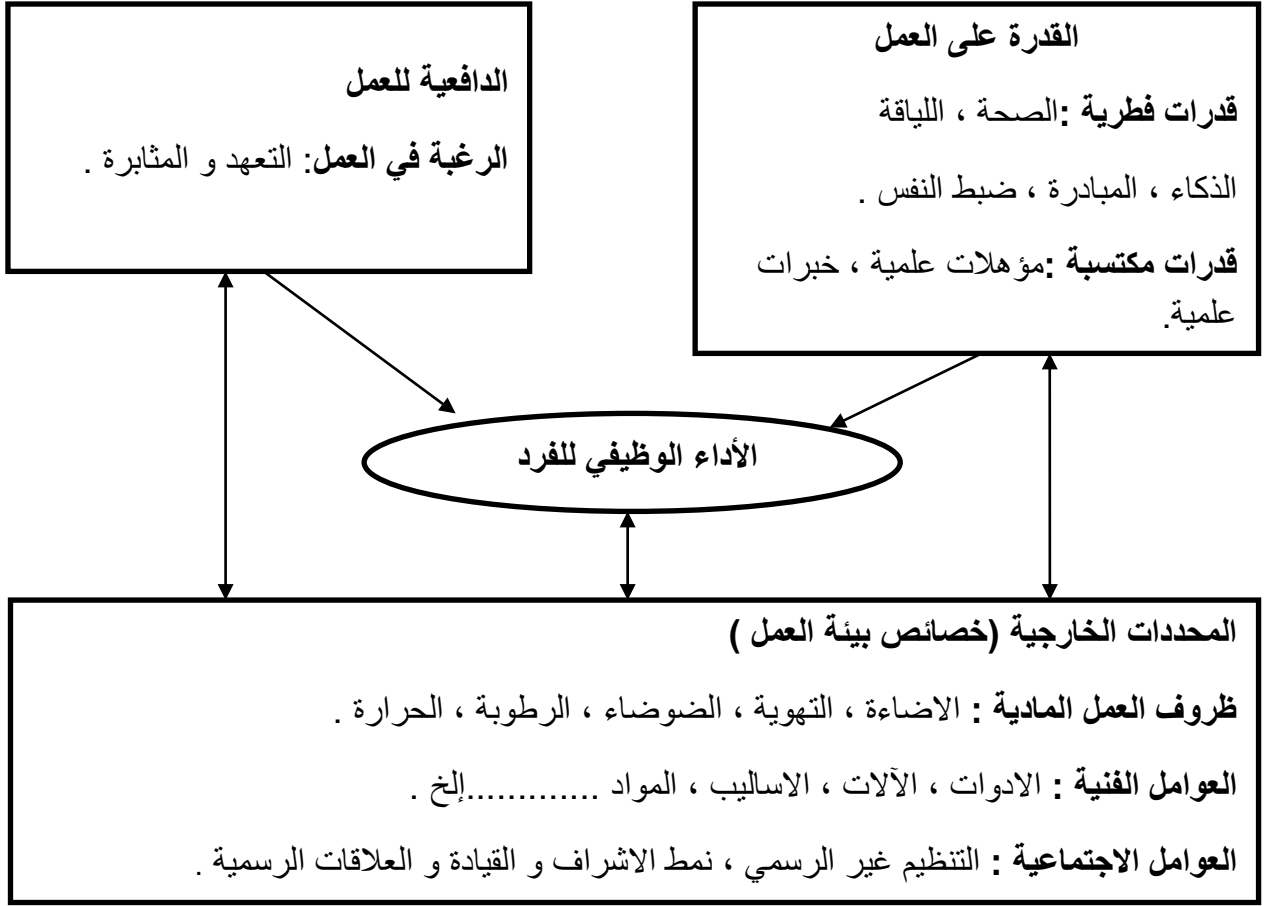 القدرة على العمل
قدرات فطرية :الصحة ، اللياقة
الذكاء ، المبادرة ، ضبط النفس .
قدرات مكتسبة :مؤهلات علمية ، خبرات
علمية.
الدافعية للعمل
الرغبة في العمل: التعهد و المثابرة .
الأداء الوظيفي للفرد
المحددات الخارجية (خصائص بيئة العمل )
ظروف العمل المادية : الاضاءة ، التهوية ، الضوضاء ، الرطوبة ، الحرارة .
العوامل الفنية : الادوات ، الآلات ، الاساليب ، المواد .............إلخ .
العوامل الاجتماعية : التنظيم غير الرسمي ، نمط الاشراف و القيادة و العلاقات الرسمية .